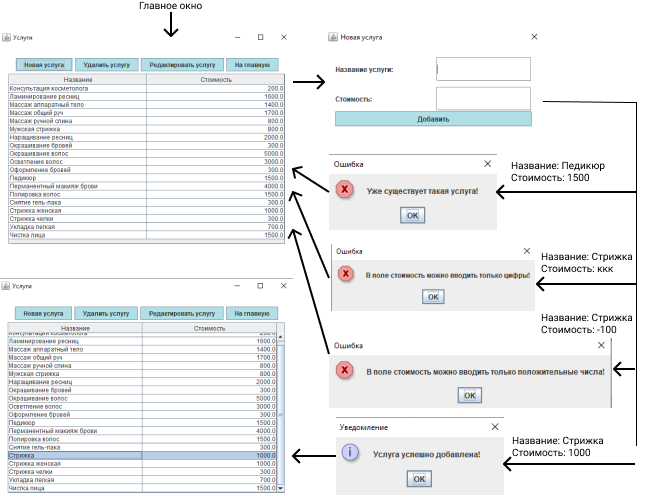 Главное окно
Услуги
Новая услуга Удалить услугу Редактировать услугу На главную
Название Стоимость
Консультация косметолога 200.0
Ламинирование ресниц 1600.0
Массаж аппаратный тело 1400.0
Массаж общий рук 1700.0
Массаж ручной спина 800.0
Мужская стрижка 800.0
Наращивание ресниц 2000.0
Окрашивание бровей 300.0
Окрашивание волос 5000.0
Осветление волос 3000.0
Оформление бровей 300.0
Педикюр 1500.0
Перманентный макияж брови 4000.0
Полировка волос 1500.0
Снятие гель-лака 300.0
Стрижка женская 1000.0
Стрижка челки 300.0
Укладка легкая 700.0
Чистка лица 1500.0
Новая услуга
Название услуги:
Стоимость:
Добавить
Ошибка
Уже существует такая услуга!
OK
Название: Педикюр
Стоимость: 1500
Ошибка
В поле стоимость можно вводить только цифры!
OK
Название: Стрижка
Стоимость: ккк
Название: Стрижка
Стоимость: -100
Ошибка
В поле стоимость можно вводить только положительные числа!
OK
Уведомление
Услуга успешно добавлена!
OK
Название: Стрижка
Стоимость: 1000
Услуги
Новая услуга Удалить услугу Редактировать услугу На главную
Название Стоимость
Консультация косметолога 200.0
Ламинирование ресниц 1600.0
Массаж аппаратный тело 1400.0
Массаж общий рук 1700.0
Массаж ручной спина 800.0
Мужская стрижка 800.0
Наращивание ресниц 2000.0
Окрашивание бровей 300.0
Окрашивание волос 5000.0
Осветление волос 3000.0
Оформление бровей 300.0
Педикюр 1500.0
Перманентный макияж брови 4000.0
Полировка волос 1500.0
Снятие гель-лака 300.0
Стрижка 1000.0
Стрижка женская 1000.0
Стрижка челки 300.0
Укладка легкая 700.0
Чистка лица 1500.0